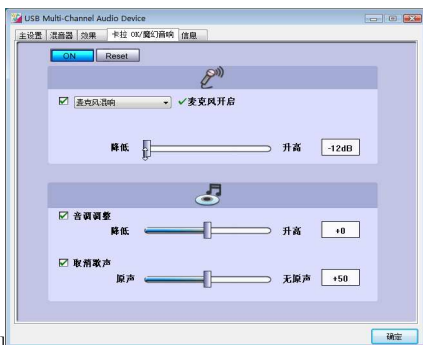 USB Multi-Channel Audio Device
主设置 混音器 效果 卡拉 OK/魔幻音响 信息
ON Reset
麦克风混响 麦克风开启
降低 升高 -12dB
音调调整
降低 升高 +0
取消歌声
原声 无原声 +50
确定